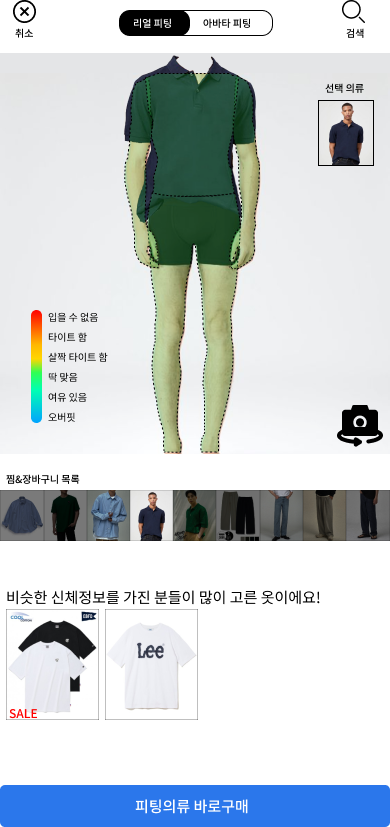 리얼 피팅
아바타 피팅
취소
검색
선택 의류
입을 수 없음
타이트 함
살짝 타이트 함
딱 맞음
여유 있음
오버핏
찜&장바구니 목록
비슷한 신체정보를 가진 분들이 많이 고른 옷이에요!
COOL
COTTON
Lee
SALE
피팅의류 바로구매